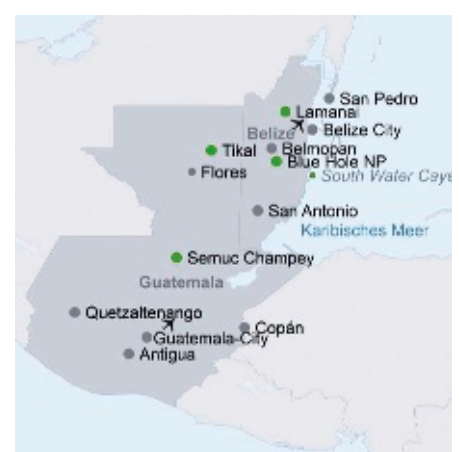 San Pedro
Lamanai
Belize City
Belize
Belmopan
Tikal
Blue Hole NP
Flores
South Water Caye
San Antonio
Karibisches Meer
Semuc Champey
Guatemala
Quetzaltenango
Copán
Guatemala-City
Antigua